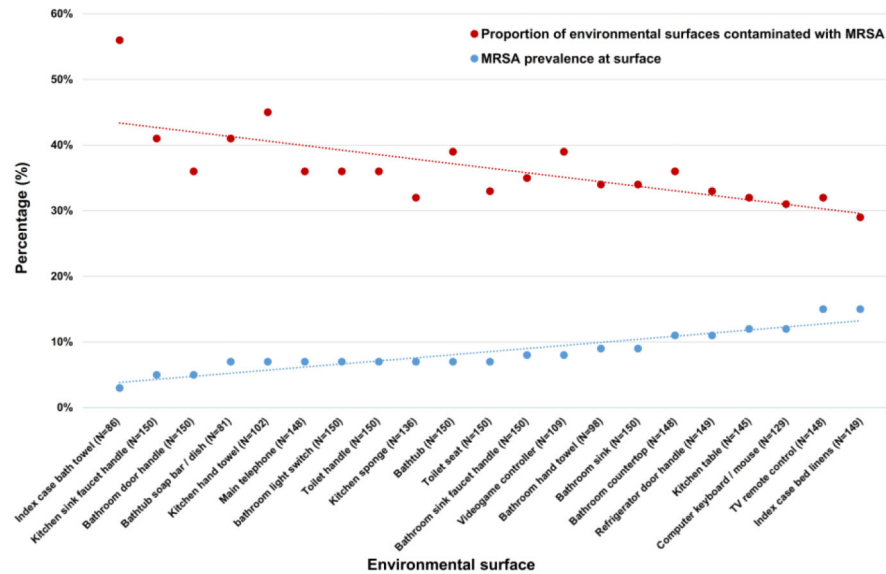 60%
50%
40%
30%
20%
10%
0%
Percentage (%)
Proportion of environmental surfaces contaminated with MRSA
MRSA prevalence at surface
Index case bath towel (N=86)
Kitchen sink faucet handle (N=150)
Bathroom door handle (N=150)
Bathtub soap bar / dish (N=81)
Kitchen hand towel (N=102)
Main telephone (N=148)
bathroom light switch (N=150)
Toilet handle (N=150)
Kitchen sponge (N=136)
Bathtub (N=150)
Toilet seat (N=150)
Bathroom sink faucet handle (N=150)
Videogame controller (N=109)
Bathroom hand towel (N=98)
Bathroom sink (N=150)
Bathroom countertop (N=148)
Refrigerator door handle (N=149)
Kitchen table (N=145)
Computer keyboard / mouse (N=129)
TV remote control (N=148)
Index case bed linens (N=149)
Environmental surface